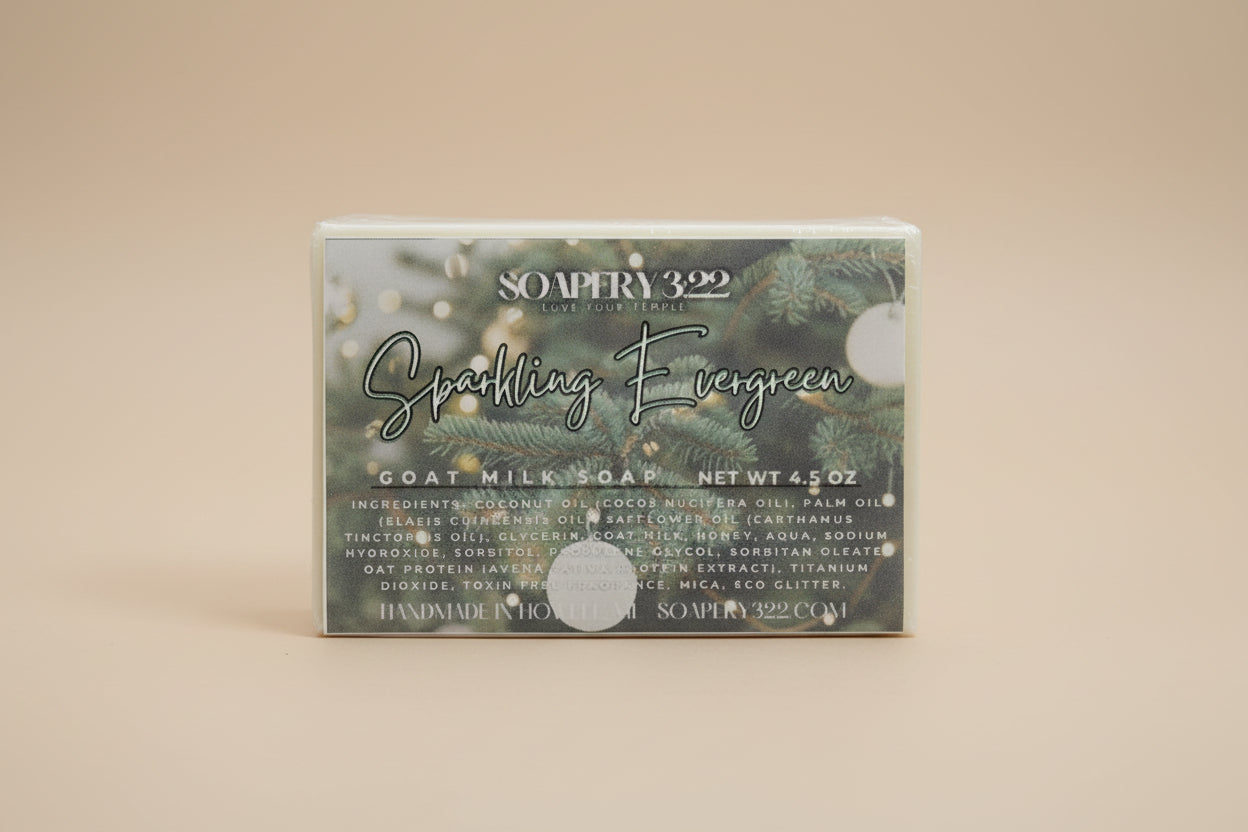 SOAPERY 3:22
LOVE YOUR TEMPLE
Sparkling Evergreen
GOAT MILK SOAP NET WT 4.5 OZ
INGREDIENTS: COCONUT OIL (COCOS NUCIFERA OIL), PALM OIL
(ELAEIS GUINEENSIS OIL), SAFFLOWER OIL (CARTHANUS
TINCTORIS OIL), GLYCERIN, GOAT MILK, HONEY, AQUA, SODIUM
HYDROXIDE, SORBITOL, PROPYLENE GLYCOL, SORBITAN OLEATE
OAT PROTEIN (AVENA SATIVA PROTEIN EXTRACT), TITANIUM
DIOXIDE, TOXIN FREE FRAGRANCE, MICA, ECO GLITTER.
HANDMADE IN HOWELL, MI SOAPERY322.COM